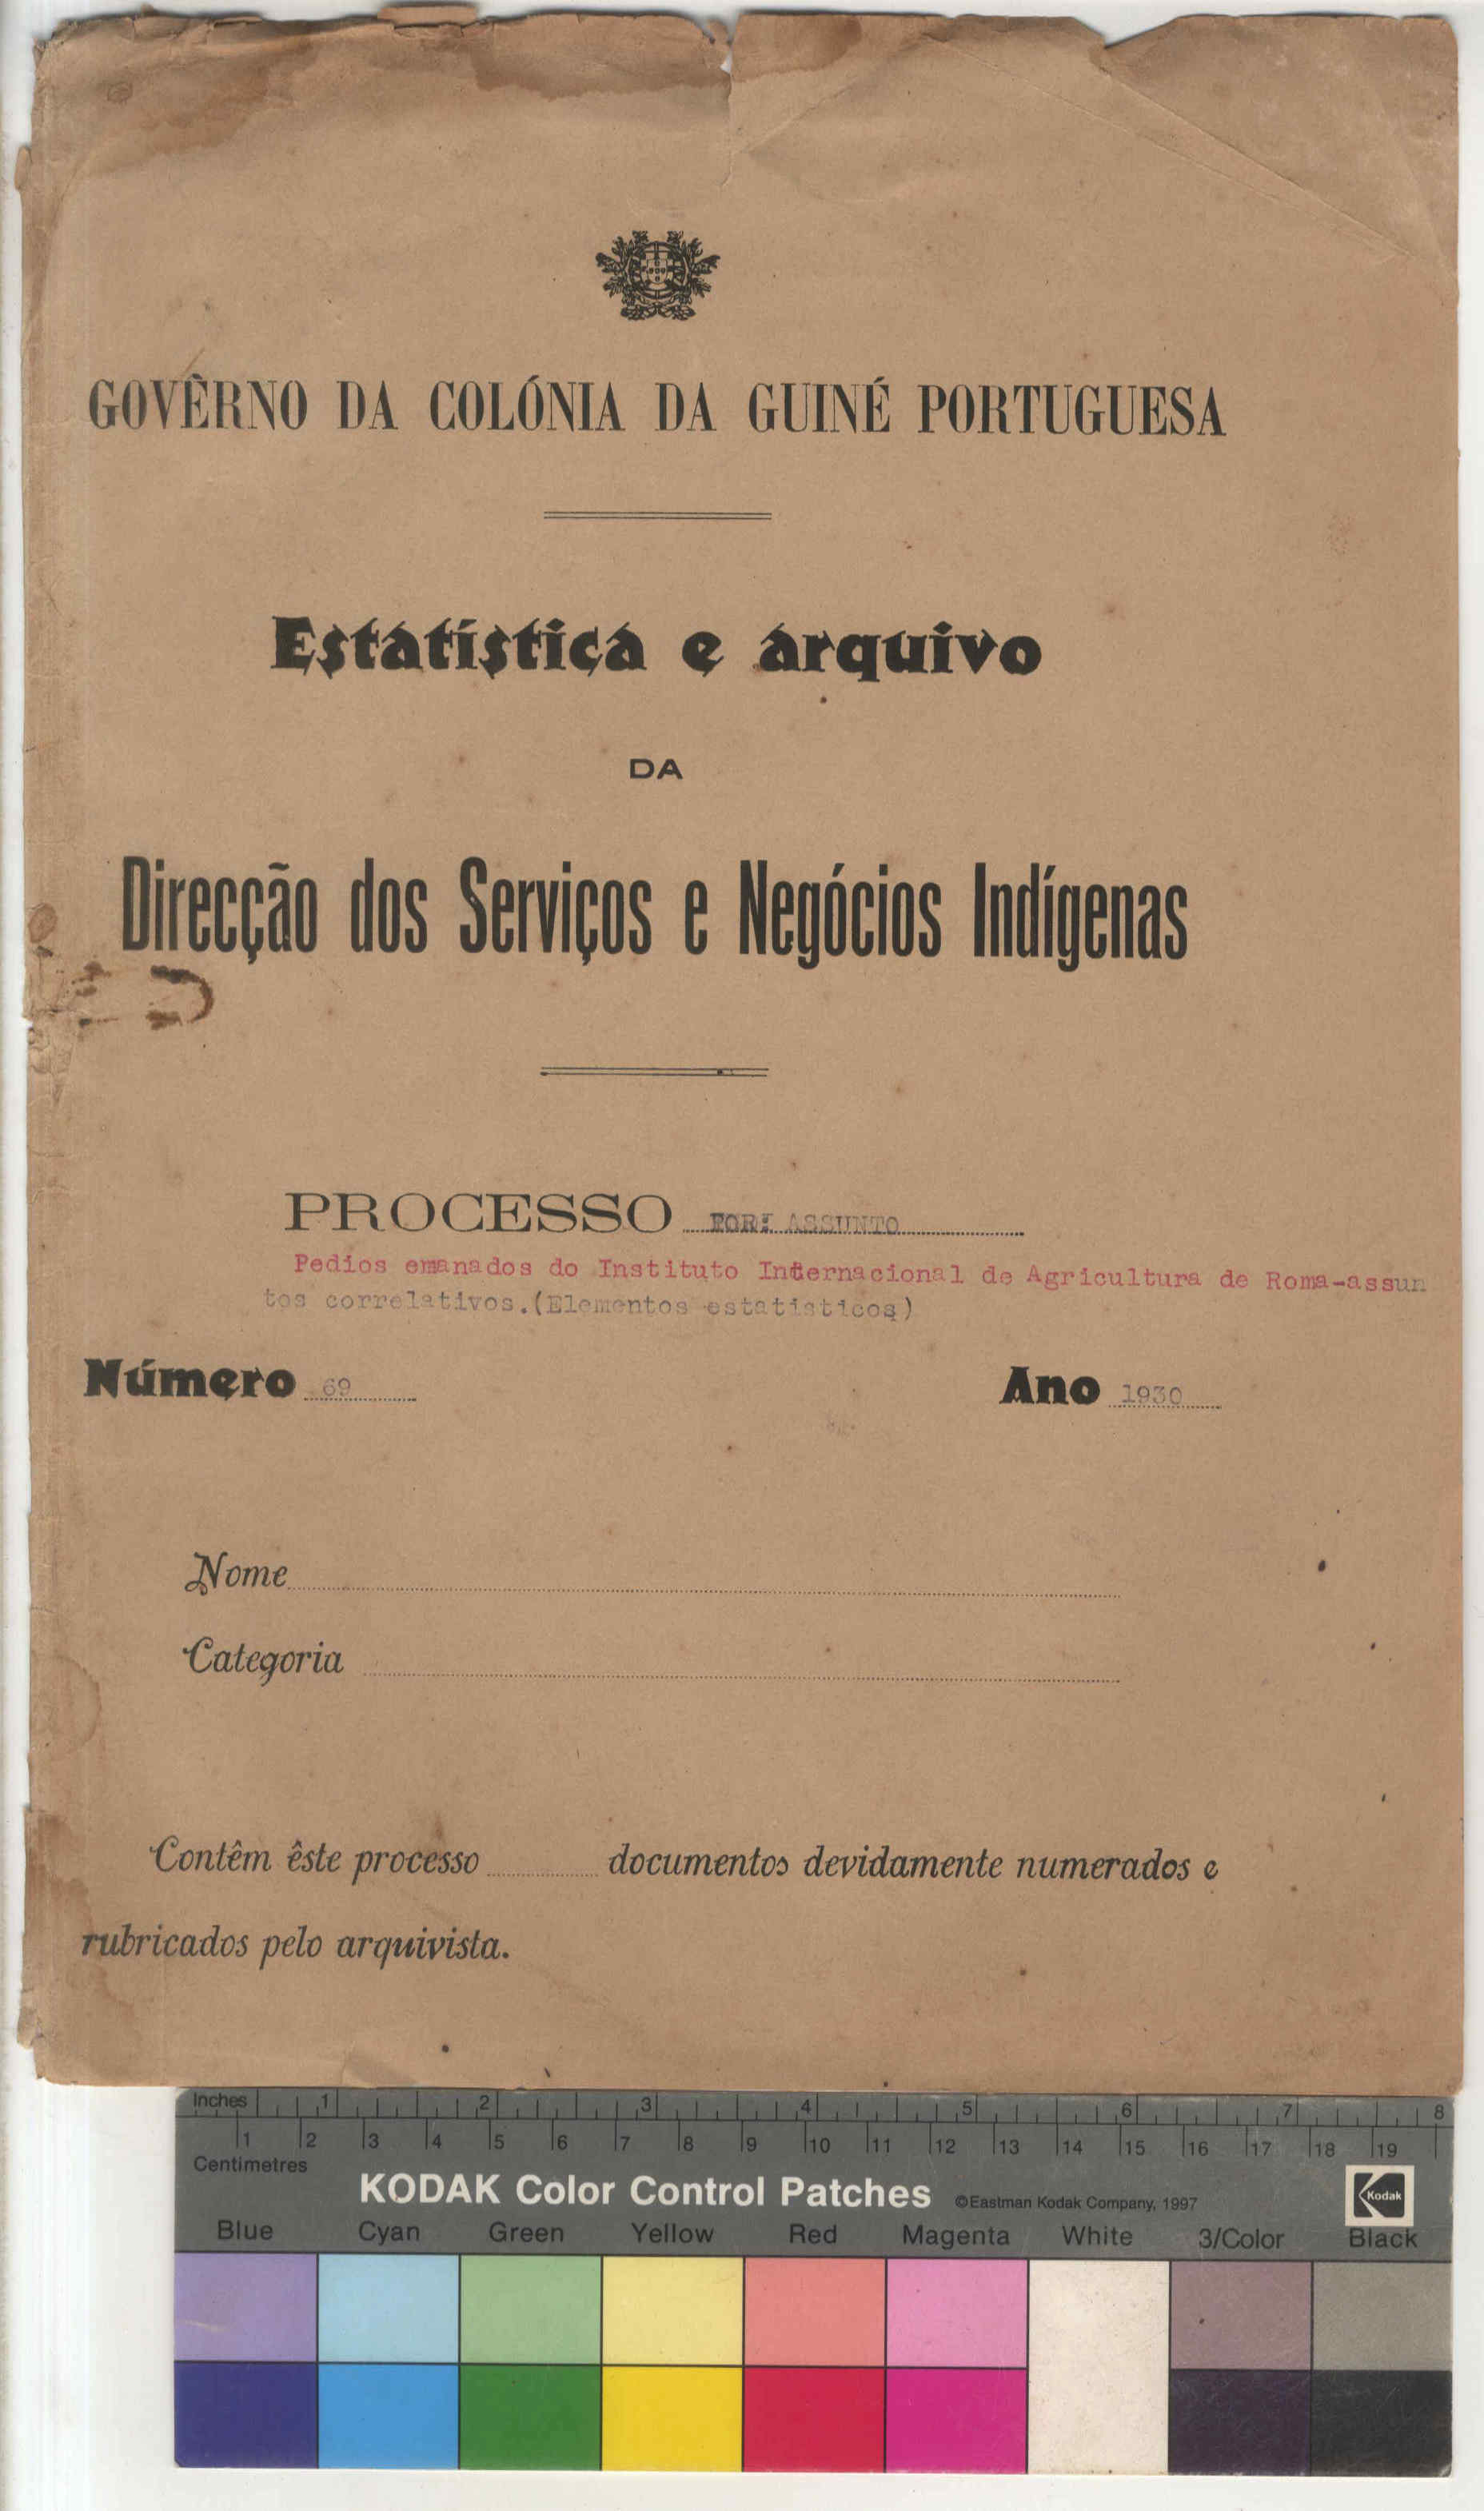 GOVÊRNO DA COLÓNIA DA GUINÉ PORTUGUESA
Estatística e arquivo
DA
Direcção dos Serviços e Negócios Indígenas
PROCESSO POR: ASSUNTO
Pedios emanados do Instituto Internacional de Agricultura de Roma-assun
tos correlativos.(Elementos estatisticos)
Número 69 Ano 1930
Nome
Categoria
Contêm êste processo documentos devidamente numerados e
rubricados pelo arquivista.
Inches 1 2 3 4 5 6 7 8
1 2 3 4 5 6 7 8 9 10 11 12 13 14 15 16 17 18 19
Centimetres
KODAK Color Control Patches ©Eastman Kodak Company, 1997 Kodak
Blue Cyan Green Yellow Red Magenta White 3/Color Black